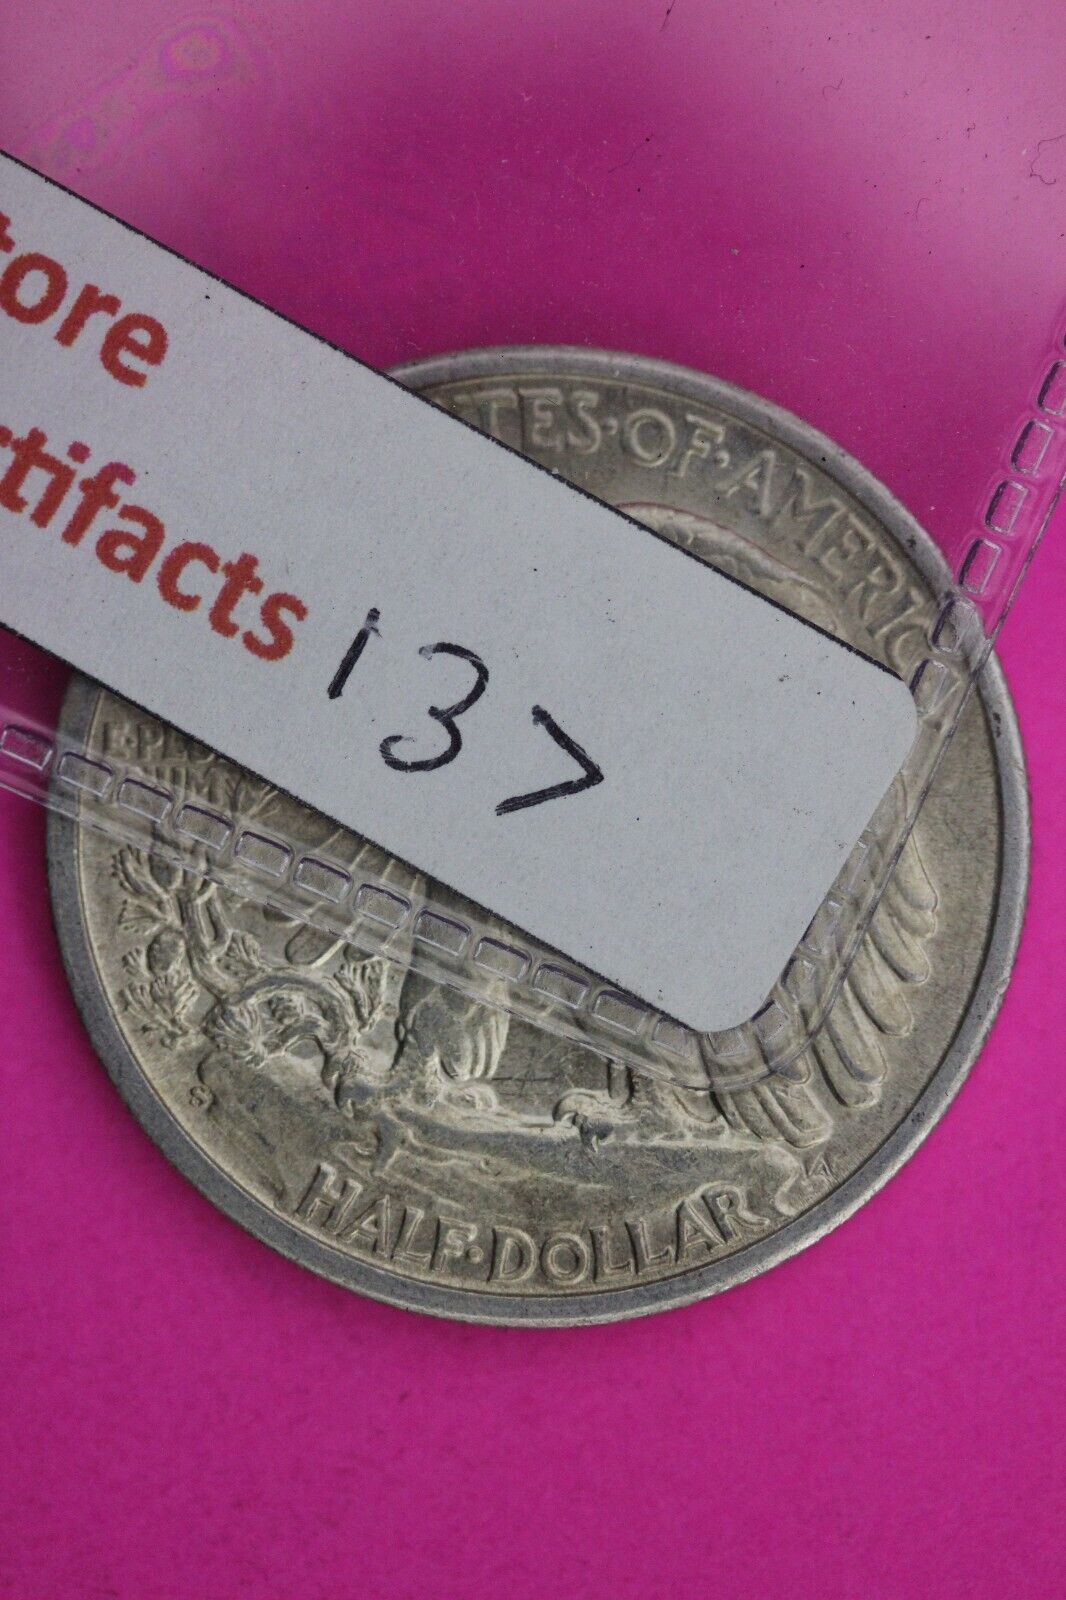 tore
rtifacts 137
TES·OF·AMERIC
E·PLU
UM
S
HALF·DOLLAR